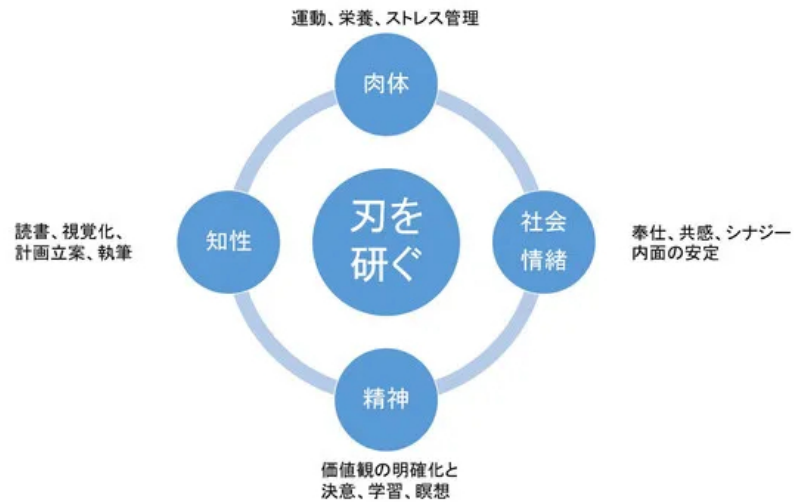 運動、栄養、ストレス管理
肉体
刃を
研ぐ
社会
情緒
奉仕、共感、シナジー
内面の安定
知性
読書、視覚化、
計画立案、執筆
精神
価値観の明確化と
決意、学習、瞑想